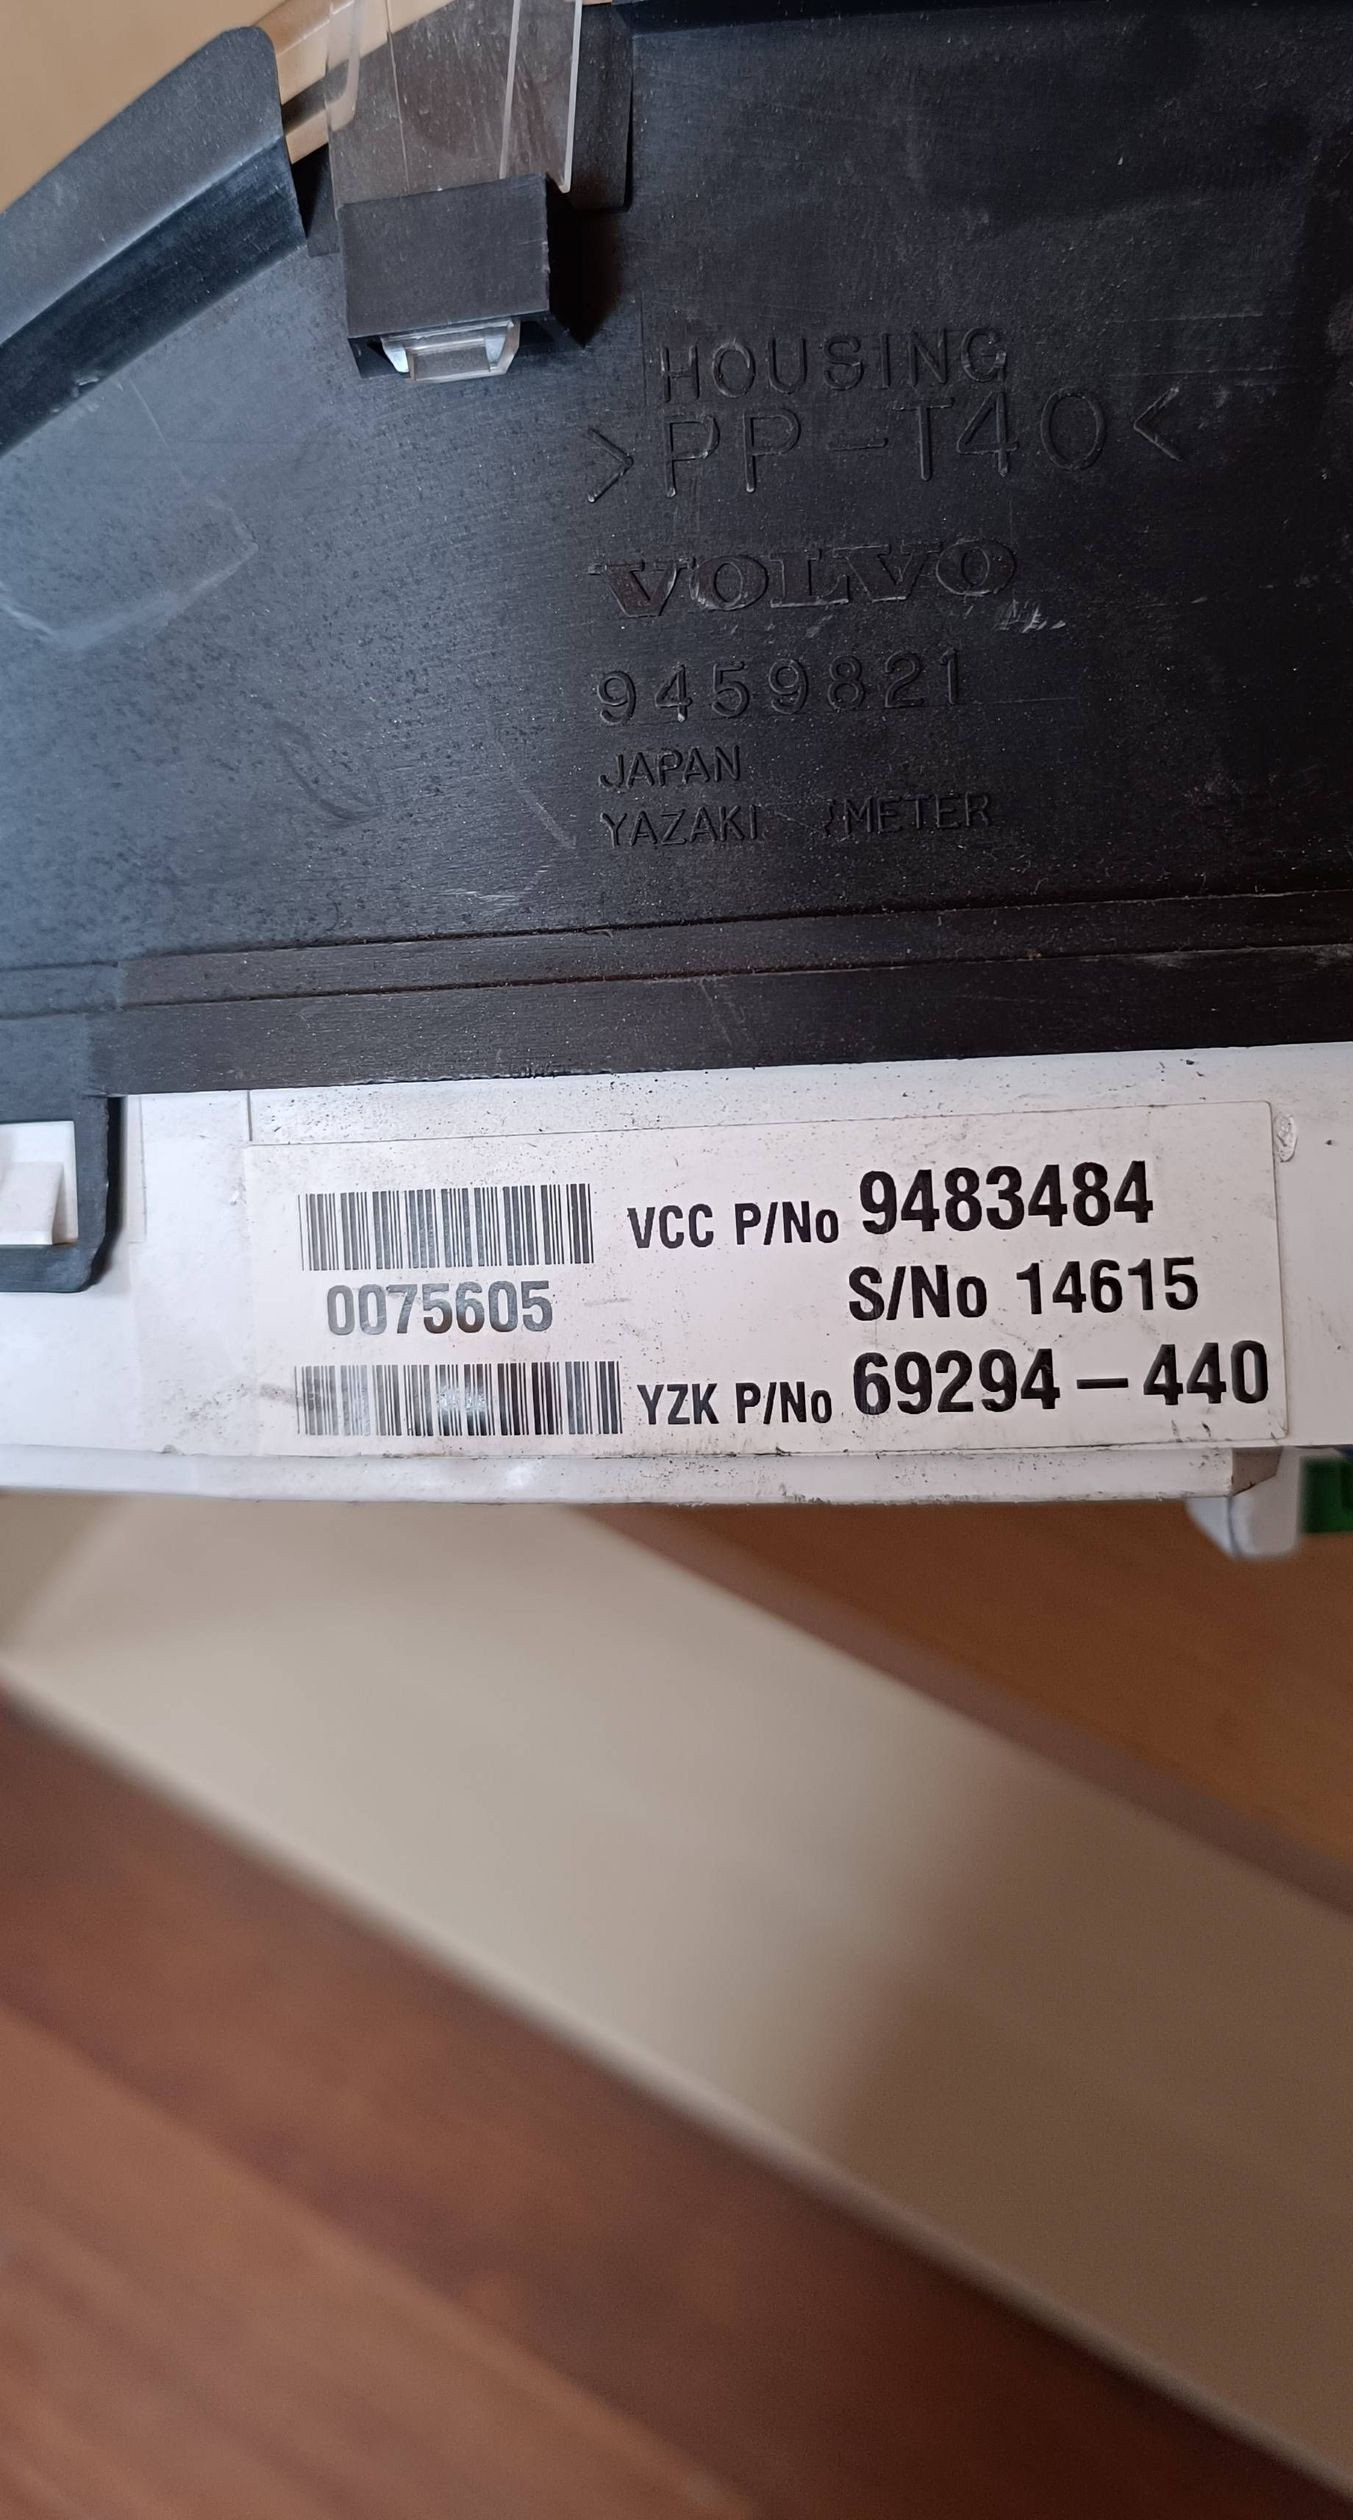 HOUSING
>PP-T40<
VOLVO
9459821
JAPAN
YAZAKI METER
VCC P/No 9483484
0075605
S/No 14615
YZK P/No 69294-440